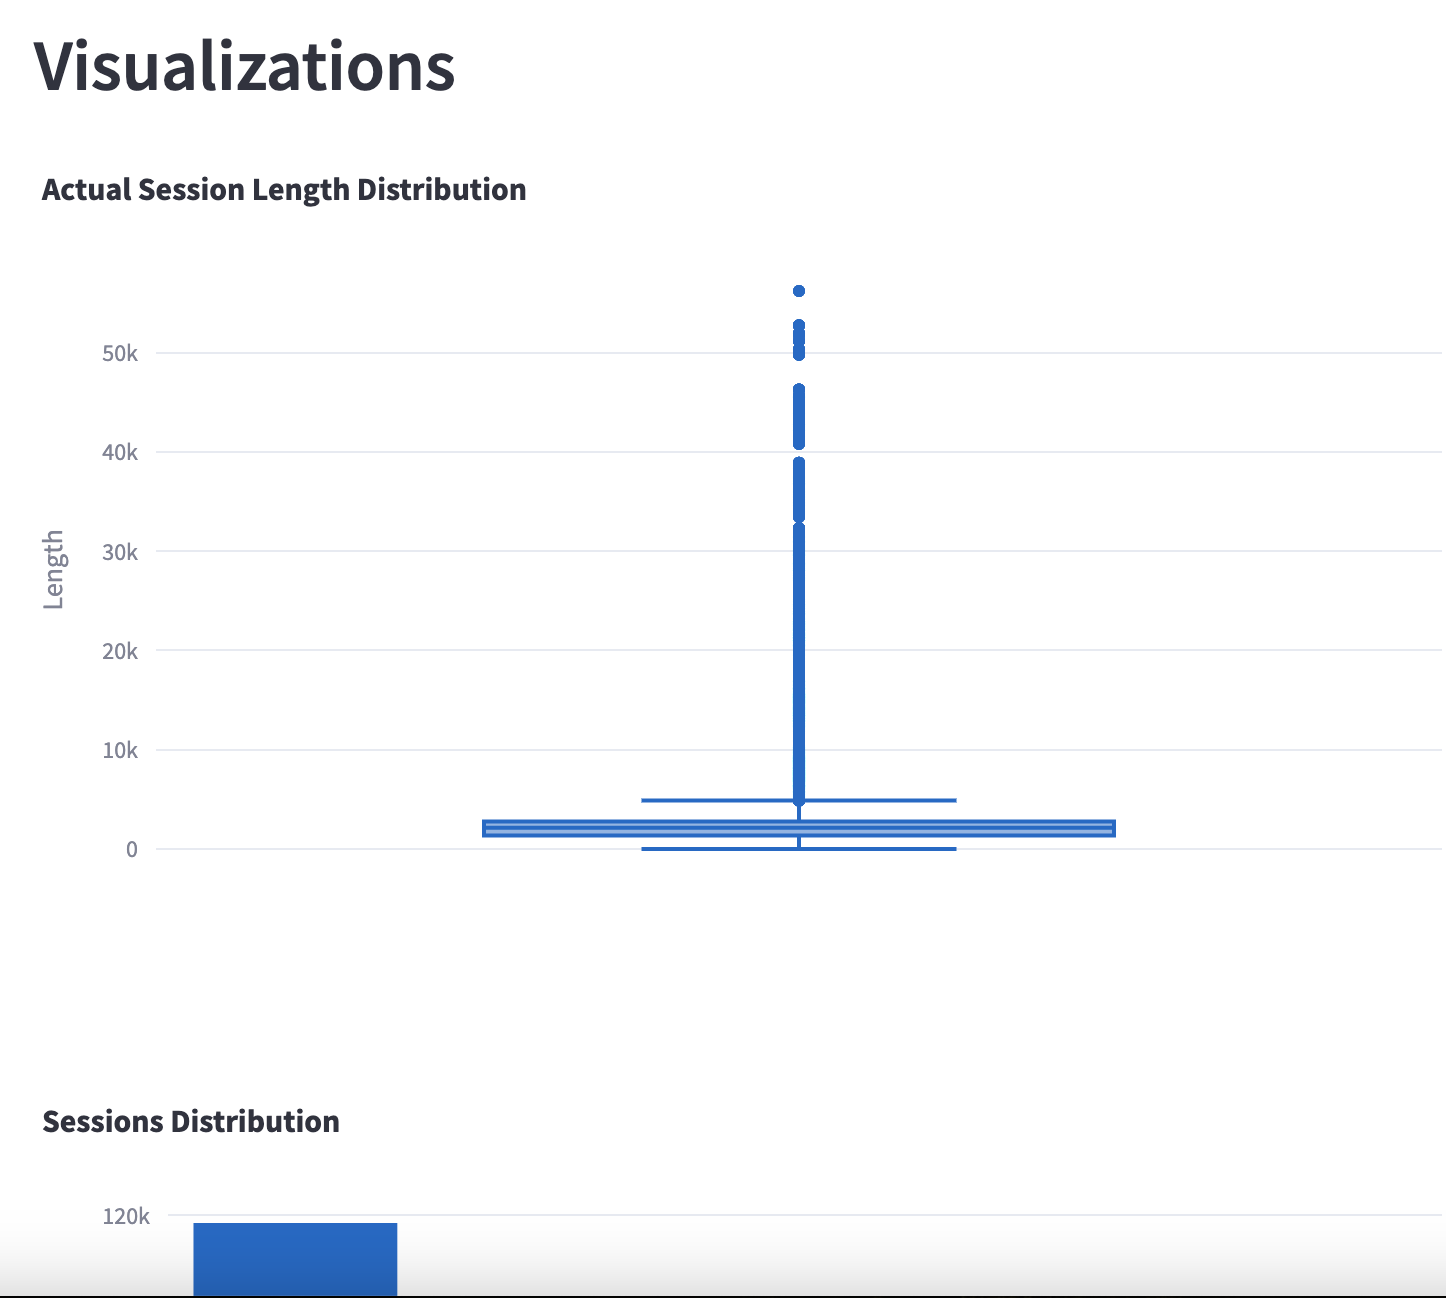 Visualizations
Actual Session Length Distribution
50k
40k
30k
20k
10k
0
Length
Sessions Distribution
120k